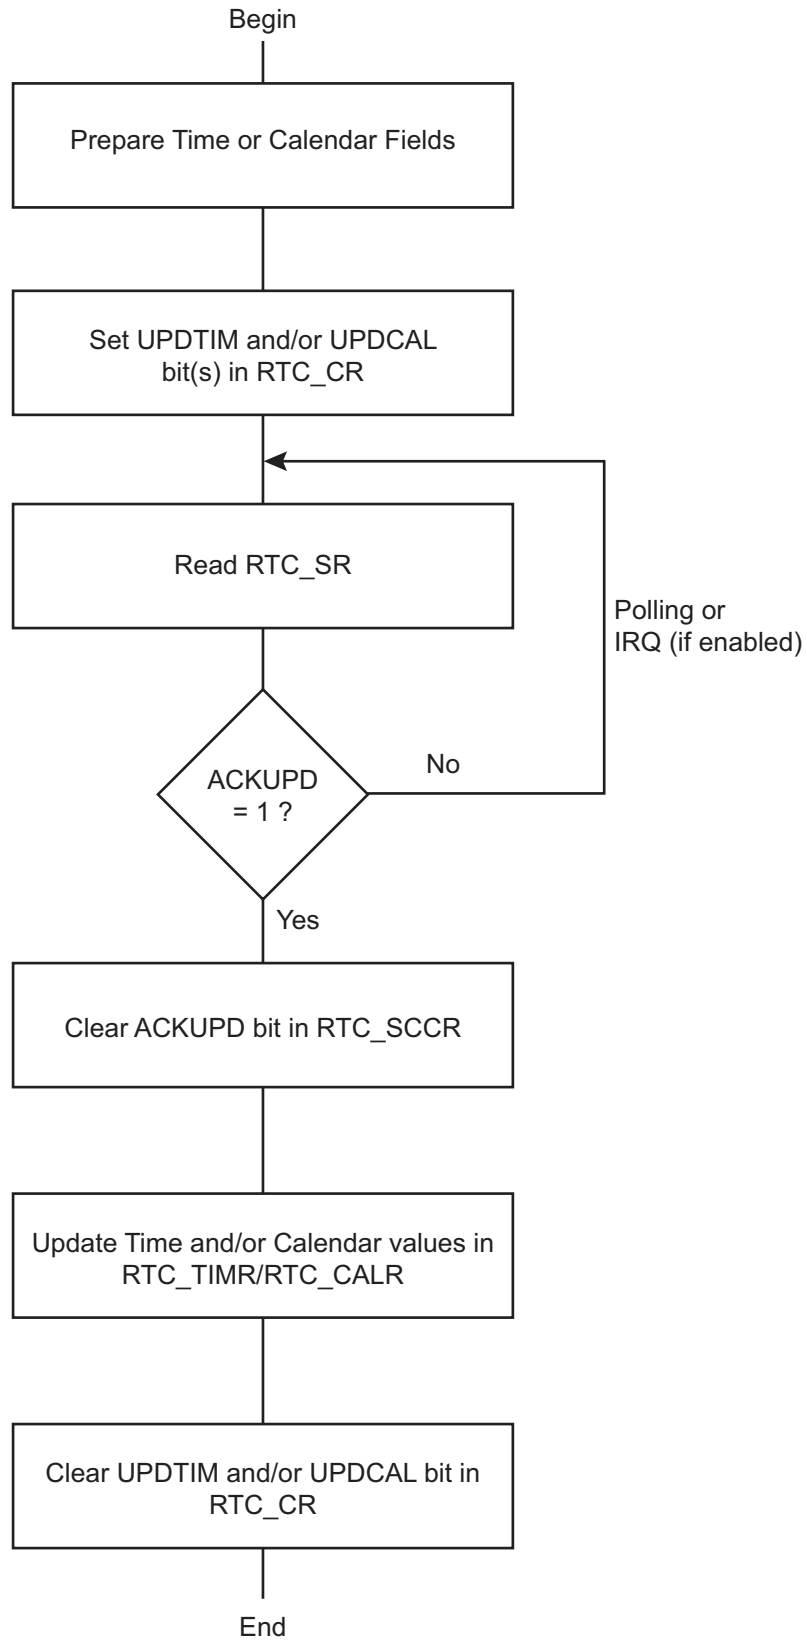 Begin
Prepare Time or Calendar Fields
Set UPDTIM and/or UPDCAL
bit(s) in RTC_CR
Read RTC_SR
Polling or
IRQ (if enabled)
ACKUPD
= 1 ?
No
Yes
Clear ACKUPD bit in RTC_SCCR
Update Time and/or Calendar values in
RTC_TIMR/RTC_CALR
Clear UPDTIM and/or UPDCAL bit in
RTC_CR
End